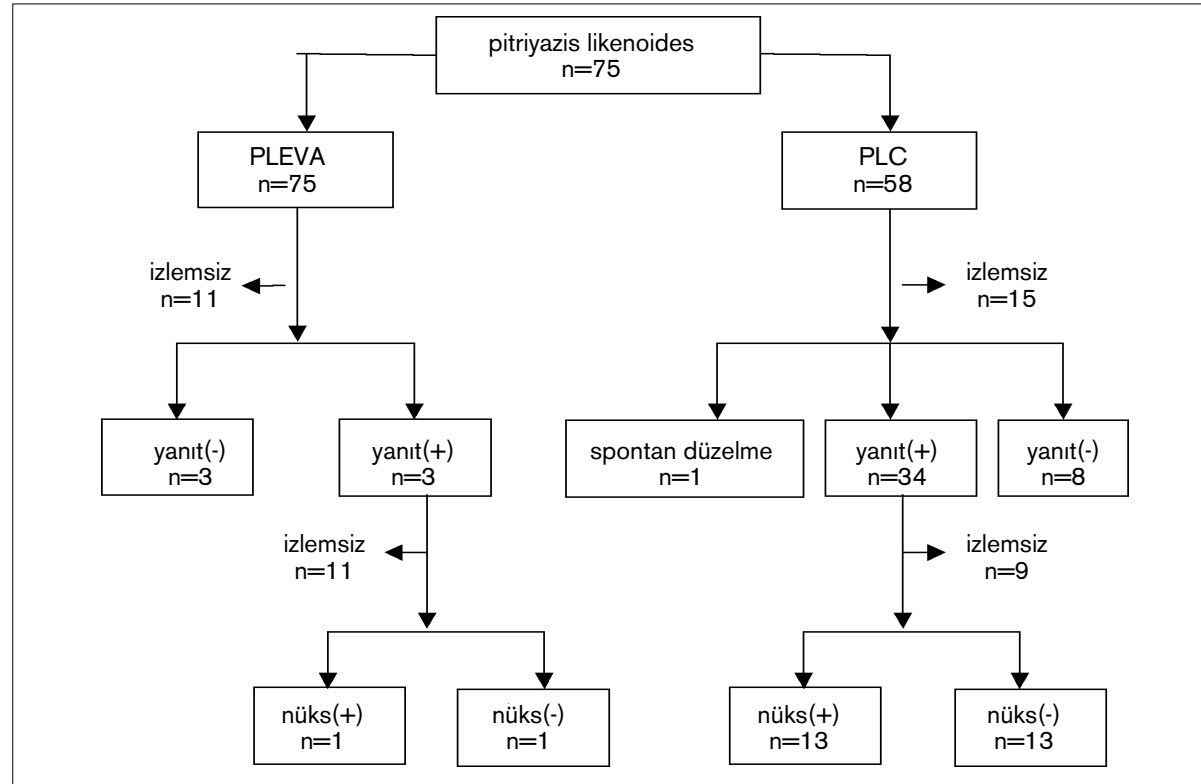 pitriyazis likenoides
n=75
PLEVA
n=75
PLC
n=58
izlemsiz
n=11
izlemsiz
n=15
yanıt(-)
n=3
yanıt(+)
n=3
spontan düzelme
n=1
yanıt(+)
n=34
yanıt(-)
n=8
izlemsiz
n=11
izlemsiz
n=9
nüks(+)
n=1
nüks(-)
n=1
nüks(+)
n=13
nüks(-)
n=13